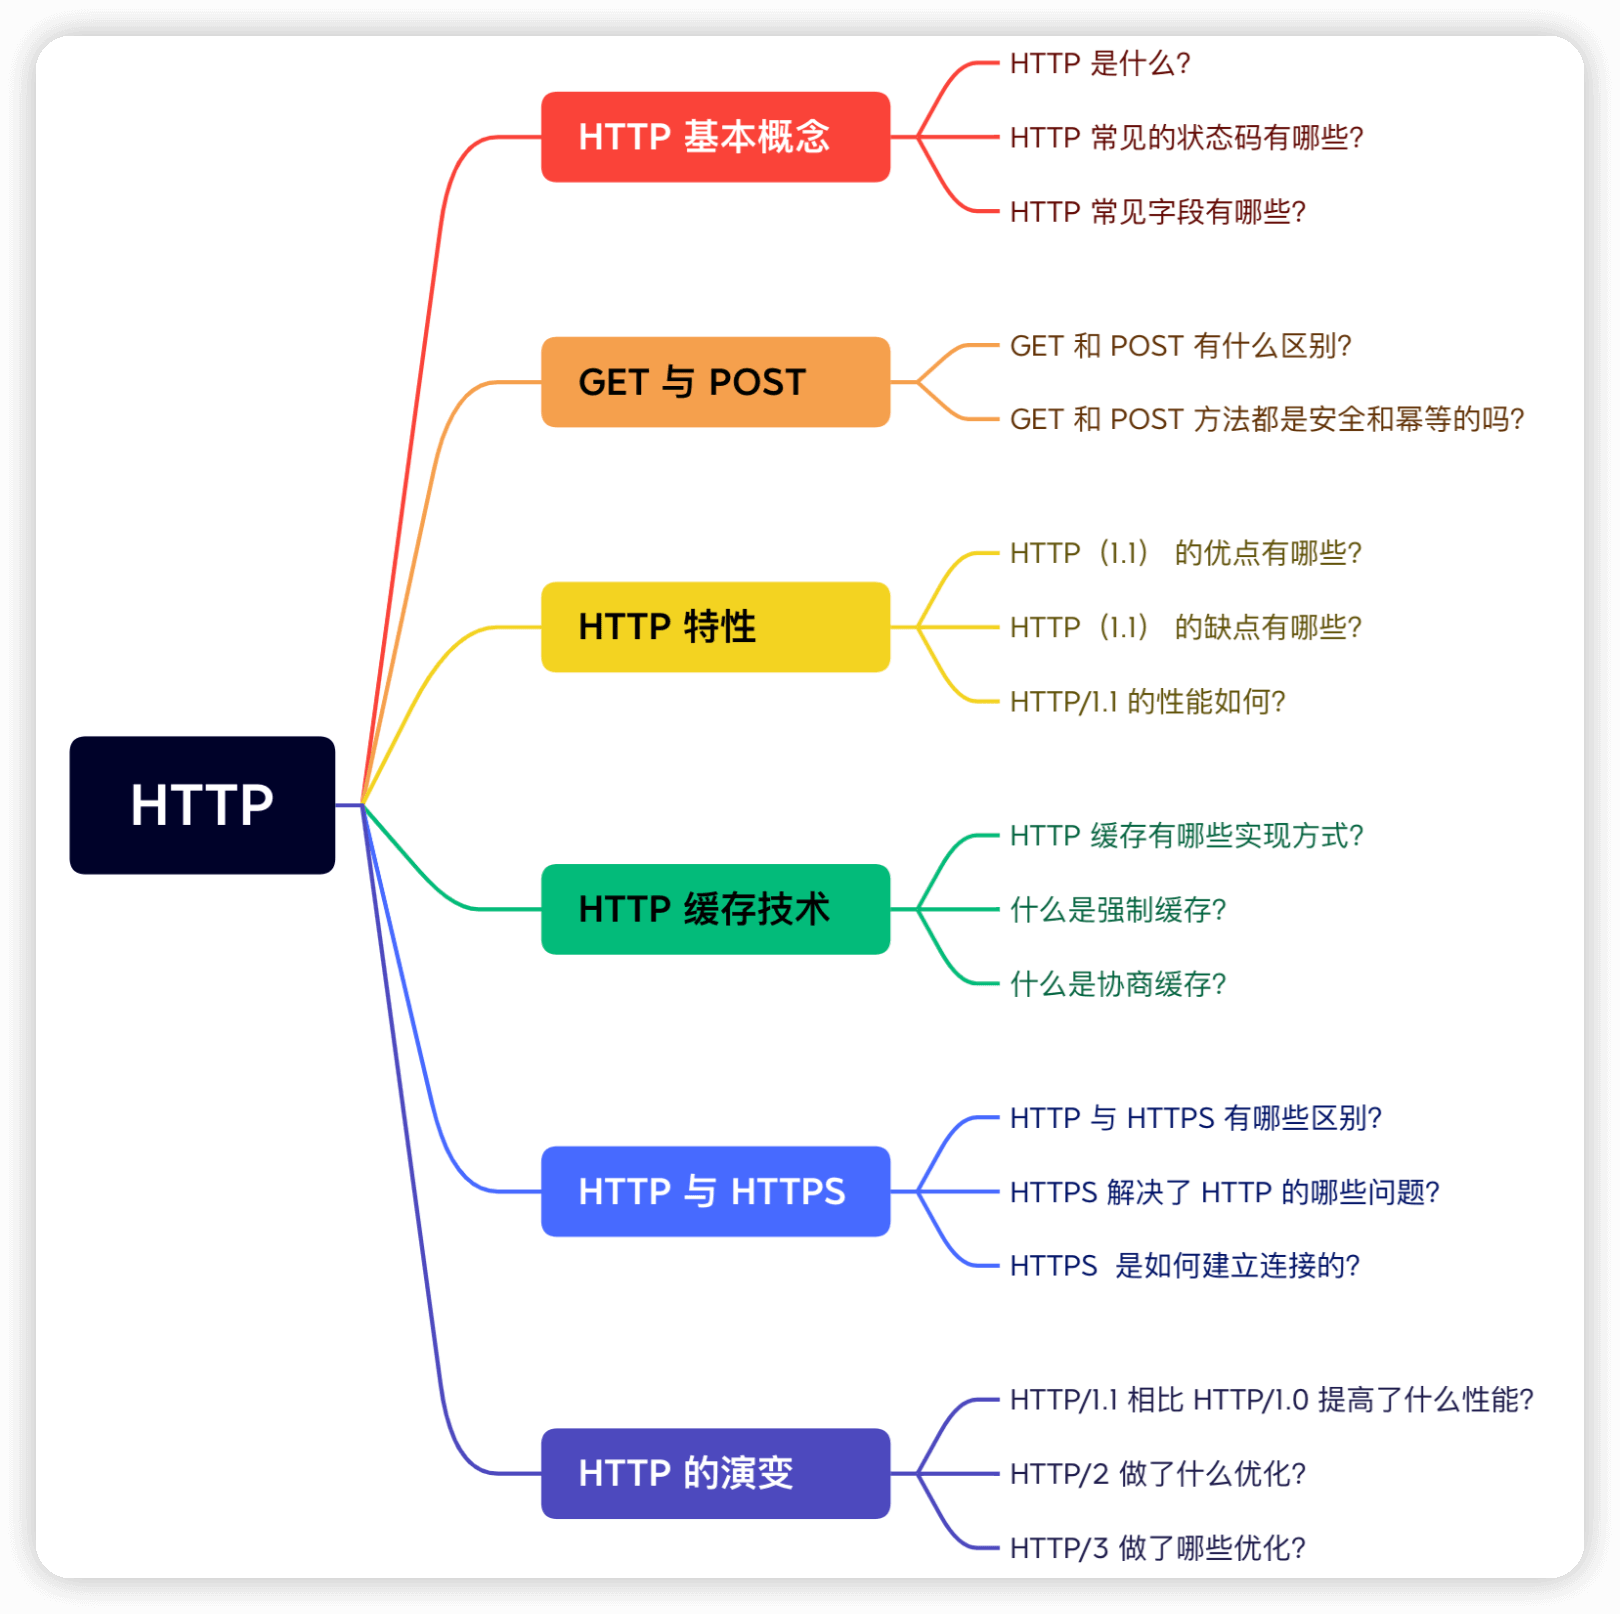 HTTP
HTTP 基本概念
HTTP 是什么?
HTTP 常见的状态码有哪些?
HTTP 常见字段有哪些?
GET 与 POST
GET 和 POST 有什么区别?
GET 和 POST 方法都是安全和幂等的吗?
HTTP 特性
HTTP（1.1） 的优点有哪些?
HTTP（1.1） 的缺点有哪些?
HTTP/1.1 的性能如何?
HTTP 缓存技术
HTTP 缓存有哪些实现方式?
什么是强制缓存?
什么是协商缓存?
HTTP 与 HTTPS
HTTP 与 HTTPS 有哪些区别?
HTTPS 解决了 HTTP 的哪些问题?
HTTPS  是如何建立连接的?
HTTP 的演变
HTTP/1.1 相比 HTTP/1.0 提高了什么性能?
HTTP/2 做了什么优化?
HTTP/3 做了哪些优化?